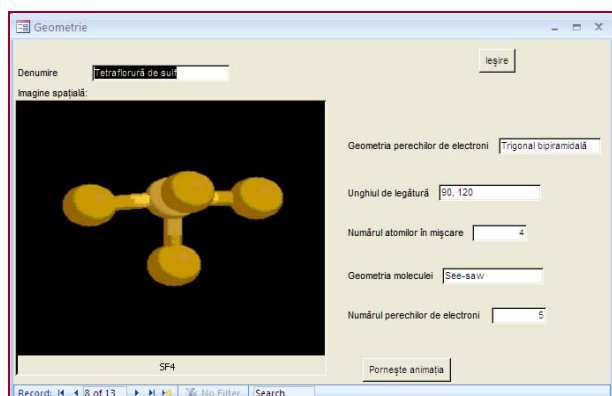 Geometrie
Ieșire
Denumire Tetraflorură de sulf
Imagine spațială:
Geometria perechilor de electroni Trigonal bipiramidală
Unghiul de legătură 90, 120
Numărul atomilor în mișcare 4
Geometria moleculei See-saw
Numărul perechilor de electroni 5
SF4
Pornește animația
Record: 8 of 13 No Filter Search